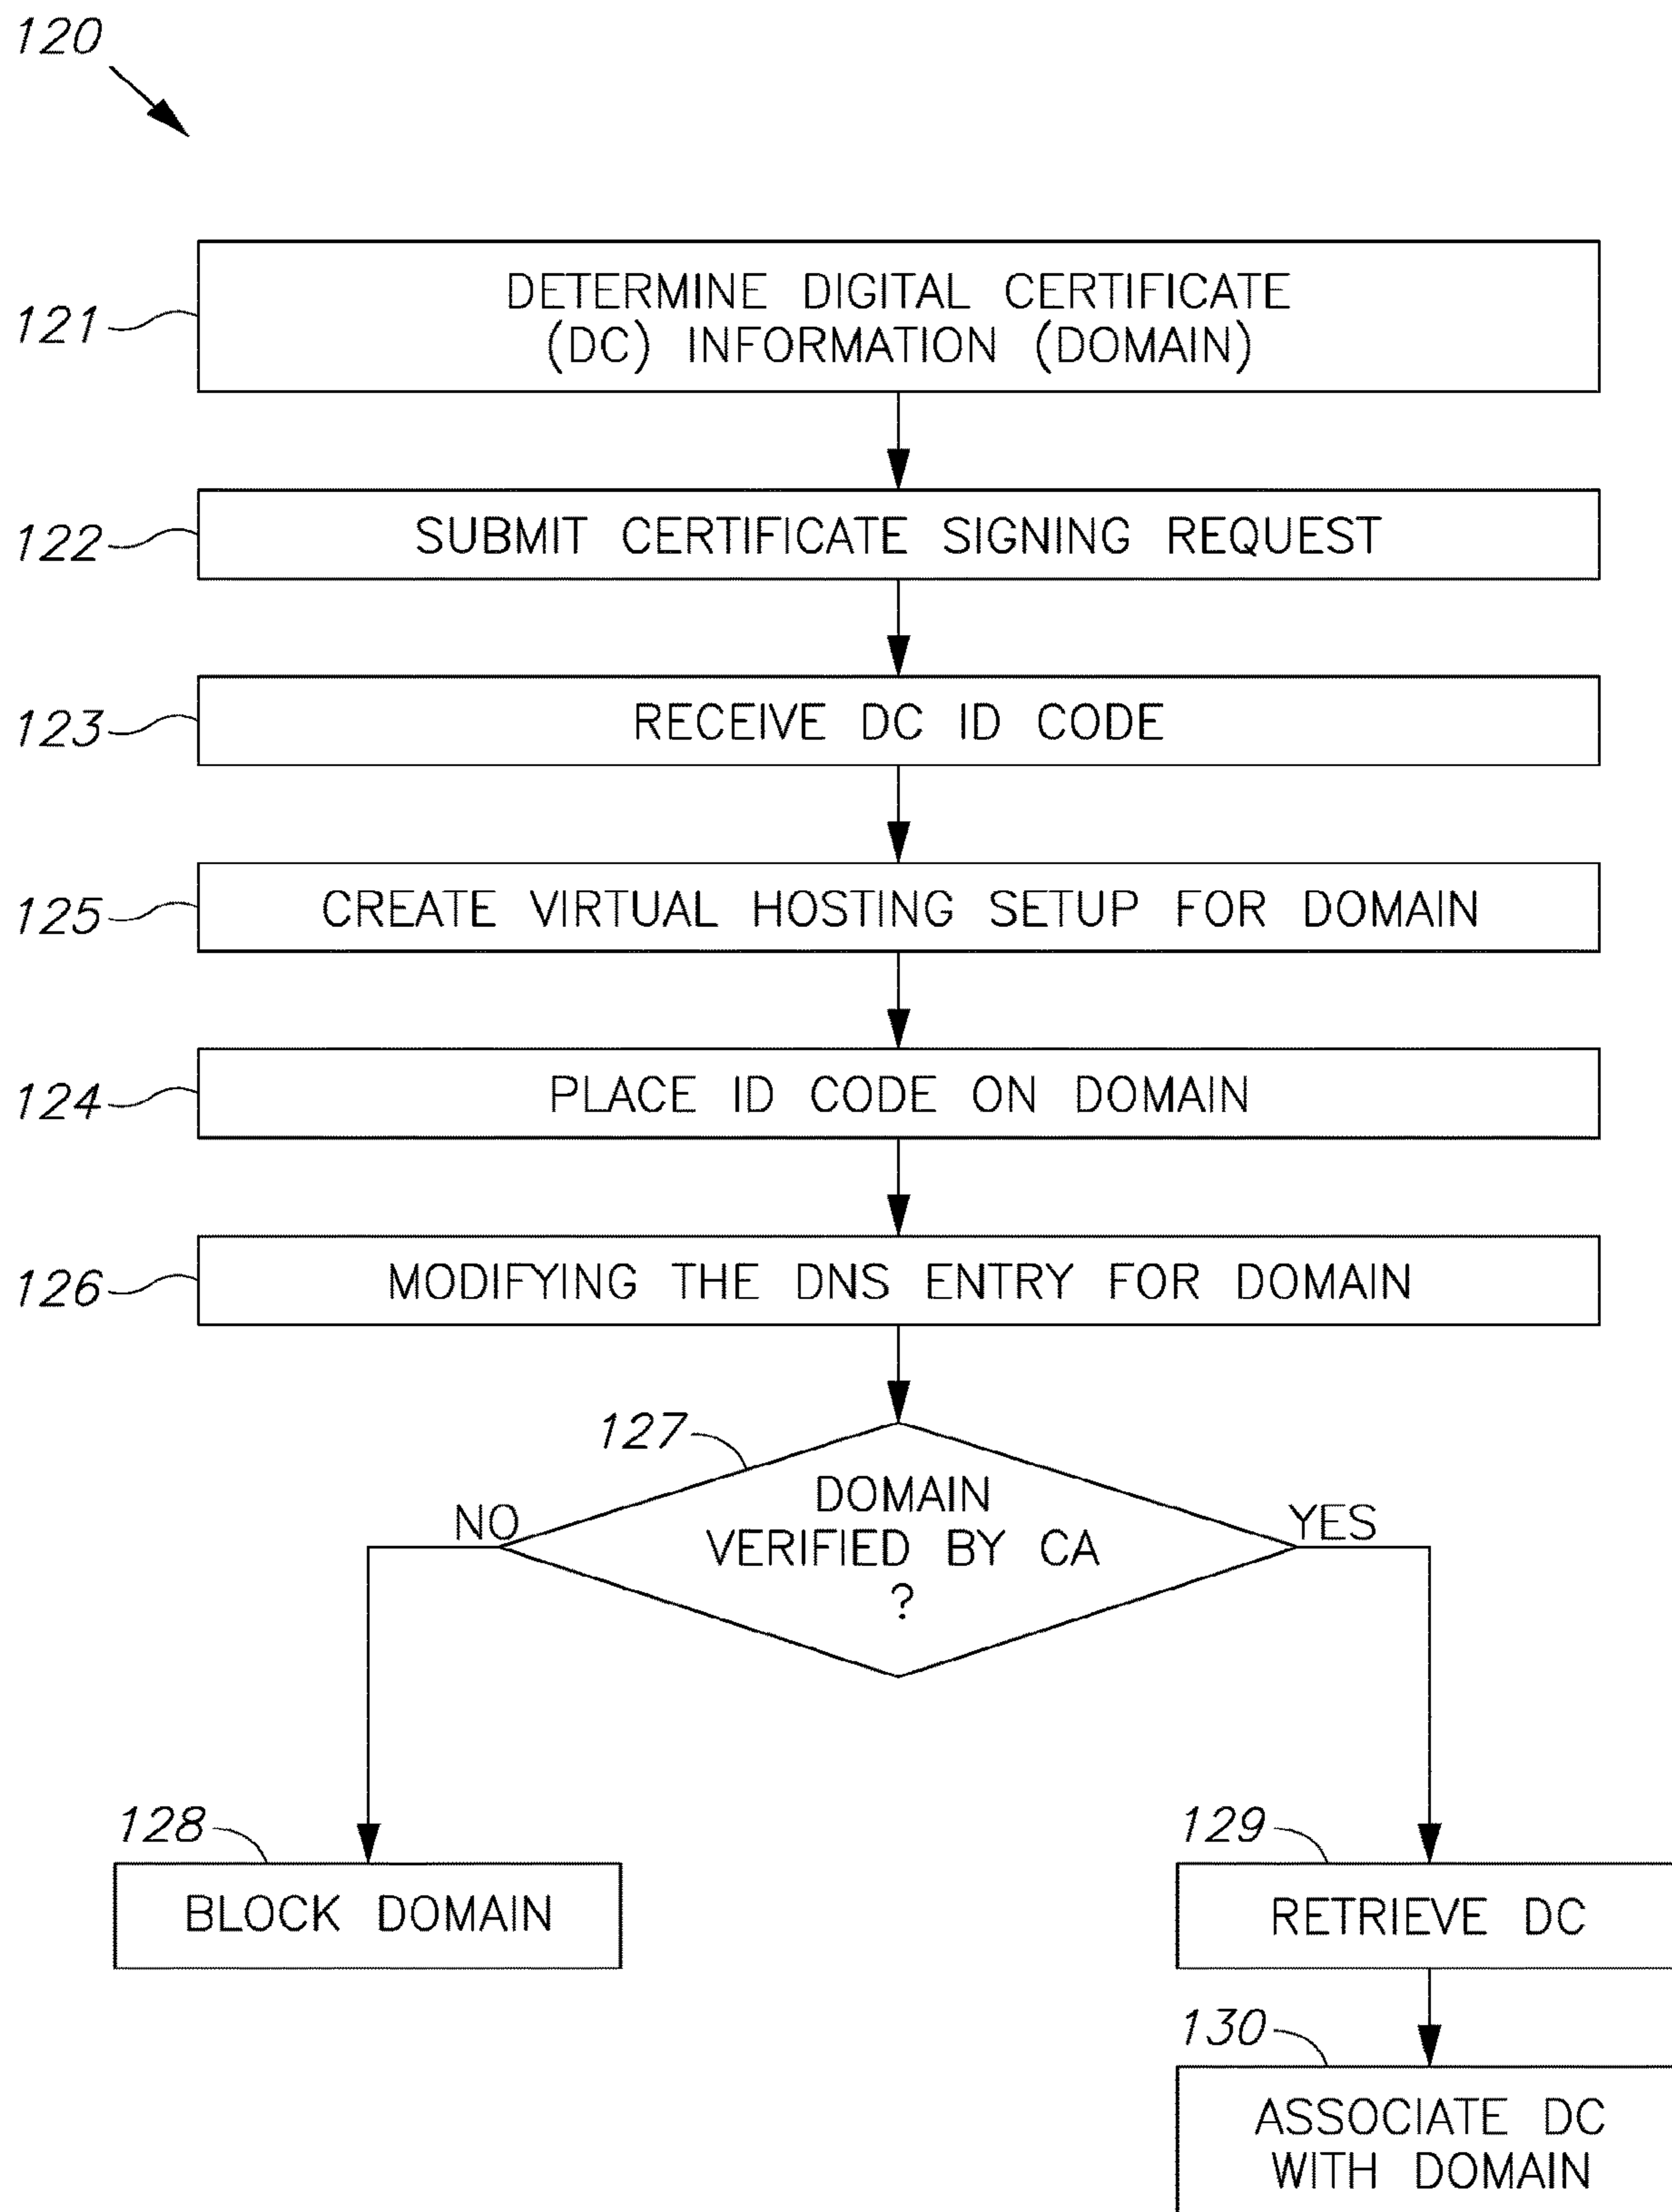 120
121
DETERMINE DIGITAL CERTIFICATE
(DC) INFORMATION (DOMAIN)
122
SUBMIT CERTIFICATE SIGNING REQUEST
123
RECEIVE DC ID CODE
125
CREATE VIRTUAL HOSTING SETUP FOR DOMAIN
124
PLACE ID CODE ON DOMAIN
126
MODIFYING THE DNS ENTRY FOR DOMAIN
127
DOMAIN
VERIFIED BY CA
?
NO
YES
128
BLOCK DOMAIN
129
RETRIEVE DC
130
ASSOCIATE DC
WITH DOMAIN